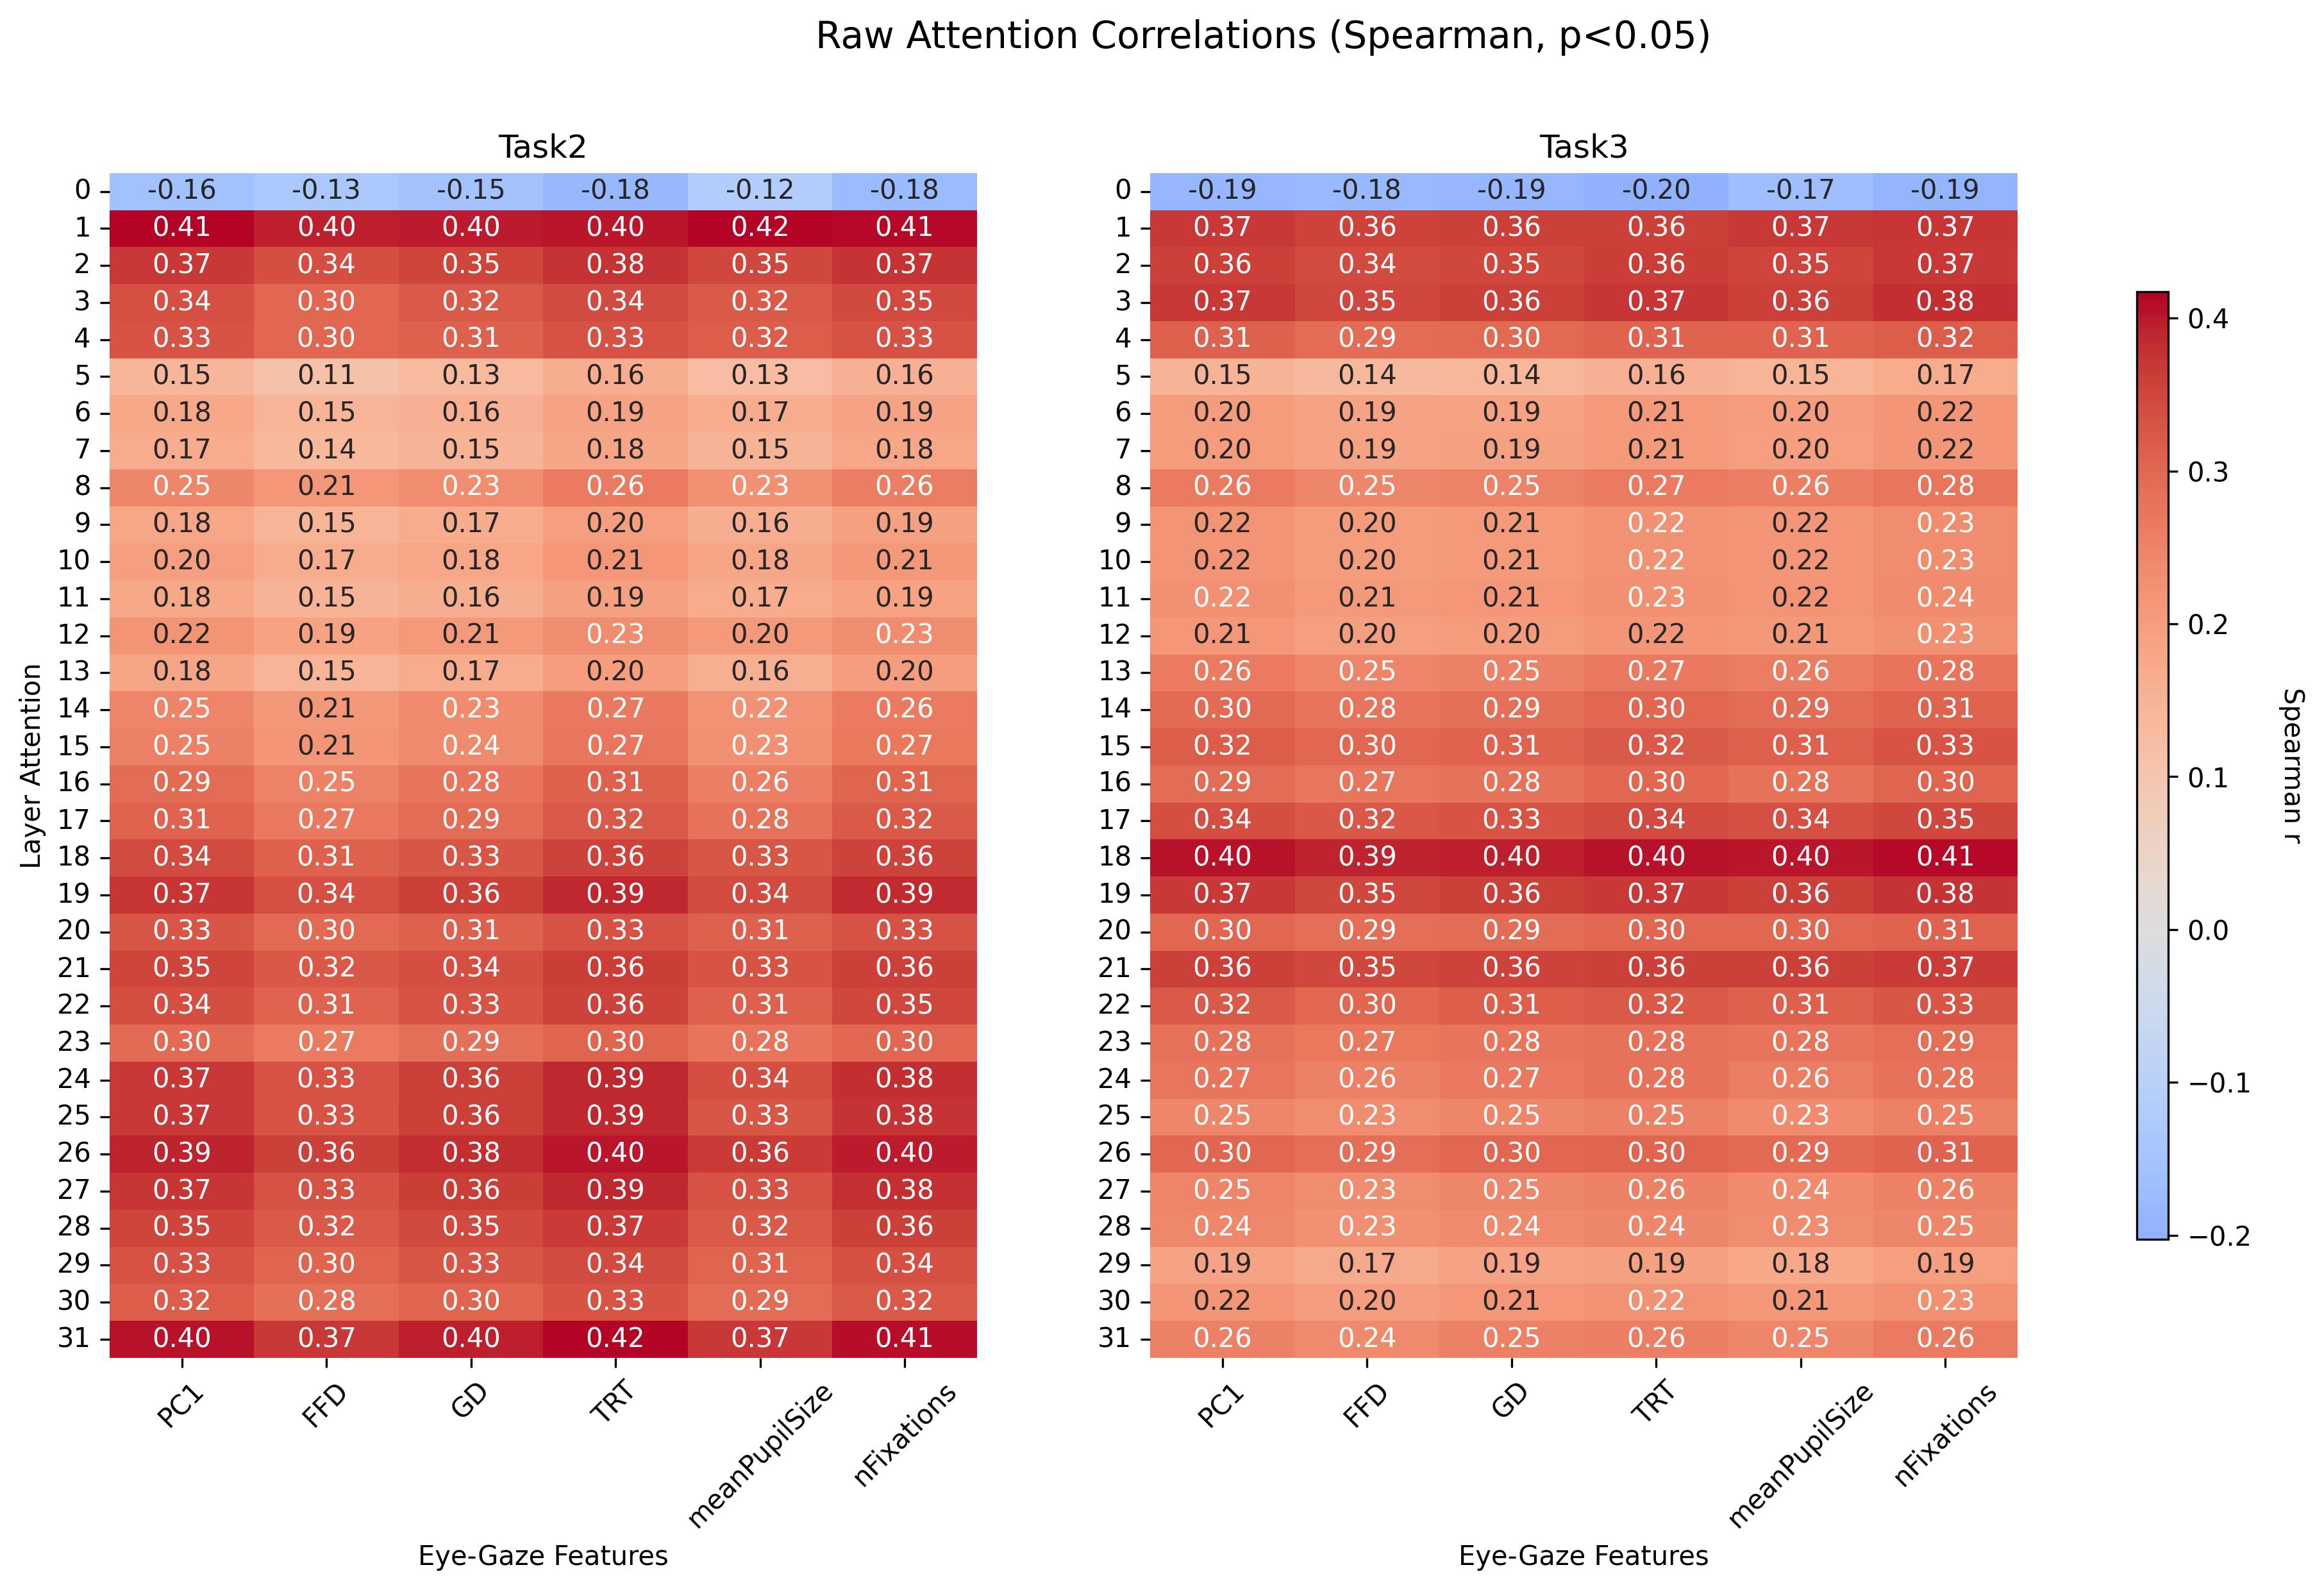 Raw Attention Correlations (Spearman, p<0.05)
Task2
0 -0.16 -0.13 -0.15 -0.18 -0.12 -0.18
1 0.41 0.40 0.40 0.40 0.42 0.41
2 0.37 0.34 0.35 0.38 0.35 0.37
3 0.34 0.30 0.32 0.34 0.32 0.35
4 0.33 0.30 0.31 0.33 0.32 0.33
5 0.15 0.11 0.13 0.16 0.13 0.16
6 0.18 0.15 0.16 0.19 0.17 0.19
7 0.17 0.14 0.15 0.18 0.15 0.18
8 0.25 0.21 0.23 0.26 0.23 0.26
9 0.18 0.15 0.17 0.20 0.16 0.19
10 0.20 0.17 0.18 0.21 0.18 0.21
11 0.18 0.15 0.16 0.19 0.17 0.19
12 0.22 0.19 0.21 0.23 0.20 0.23
13 0.18 0.15 0.17 0.20 0.16 0.20
14 0.25 0.21 0.23 0.27 0.22 0.26
15 0.25 0.21 0.24 0.27 0.23 0.27
16 0.29 0.25 0.28 0.31 0.26 0.31
17 0.31 0.27 0.29 0.32 0.28 0.32
18 0.34 0.31 0.33 0.36 0.33 0.36
19 0.37 0.34 0.36 0.39 0.34 0.39
20 0.33 0.30 0.31 0.33 0.31 0.33
21 0.35 0.32 0.34 0.36 0.33 0.36
22 0.34 0.31 0.33 0.36 0.31 0.35
23 0.30 0.27 0.29 0.30 0.28 0.30
24 0.37 0.33 0.36 0.39 0.34 0.38
25 0.37 0.33 0.36 0.39 0.33 0.38
26 0.39 0.36 0.38 0.40 0.36 0.40
27 0.37 0.33 0.36 0.39 0.33 0.38
28 0.35 0.32 0.35 0.37 0.32 0.36
29 0.33 0.30 0.33 0.34 0.31 0.34
30 0.32 0.28 0.30 0.33 0.29 0.32
31 0.40 0.37 0.40 0.42 0.37 0.41
PC1 FFD GD TRT meanPupilSize nFixations
Eye-Gaze Features
Layer Attention
Task3
0 -0.19 -0.18 -0.19 -0.20 -0.17 -0.19
1 0.37 0.36 0.36 0.36 0.37 0.37
2 0.36 0.34 0.35 0.36 0.35 0.37
3 0.37 0.35 0.36 0.37 0.36 0.38
4 0.31 0.29 0.30 0.31 0.31 0.32
5 0.15 0.14 0.14 0.16 0.15 0.17
6 0.20 0.19 0.19 0.21 0.20 0.22
7 0.20 0.19 0.19 0.21 0.20 0.22
8 0.26 0.25 0.25 0.27 0.26 0.28
9 0.22 0.20 0.21 0.22 0.22 0.23
10 0.22 0.20 0.21 0.22 0.22 0.23
11 0.22 0.21 0.21 0.23 0.22 0.24
12 0.21 0.20 0.20 0.22 0.21 0.23
13 0.26 0.25 0.25 0.27 0.26 0.28
14 0.30 0.28 0.29 0.30 0.29 0.31
15 0.32 0.30 0.31 0.32 0.31 0.33
16 0.29 0.27 0.28 0.30 0.28 0.30
17 0.34 0.32 0.33 0.34 0.34 0.35
18 0.40 0.39 0.40 0.40 0.40 0.41
19 0.37 0.35 0.36 0.37 0.36 0.38
20 0.30 0.29 0.29 0.30 0.30 0.31
21 0.36 0.35 0.36 0.36 0.36 0.37
22 0.32 0.30 0.31 0.32 0.31 0.33
23 0.28 0.27 0.28 0.28 0.28 0.29
24 0.27 0.26 0.27 0.28 0.26 0.28
25 0.25 0.23 0.25 0.25 0.23 0.25
26 0.30 0.29 0.30 0.30 0.29 0.31
27 0.25 0.23 0.25 0.26 0.24 0.26
28 0.24 0.23 0.24 0.24 0.23 0.25
29 0.19 0.17 0.19 0.19 0.18 0.19
30 0.22 0.20 0.21 0.22 0.21 0.23
31 0.26 0.24 0.25 0.26 0.25 0.26
PC1 FFD GD TRT meanPupilSize nFixations
Eye-Gaze Features
0.4
0.3
0.2
0.1
0.0
−0.1
−0.2
Spearman r